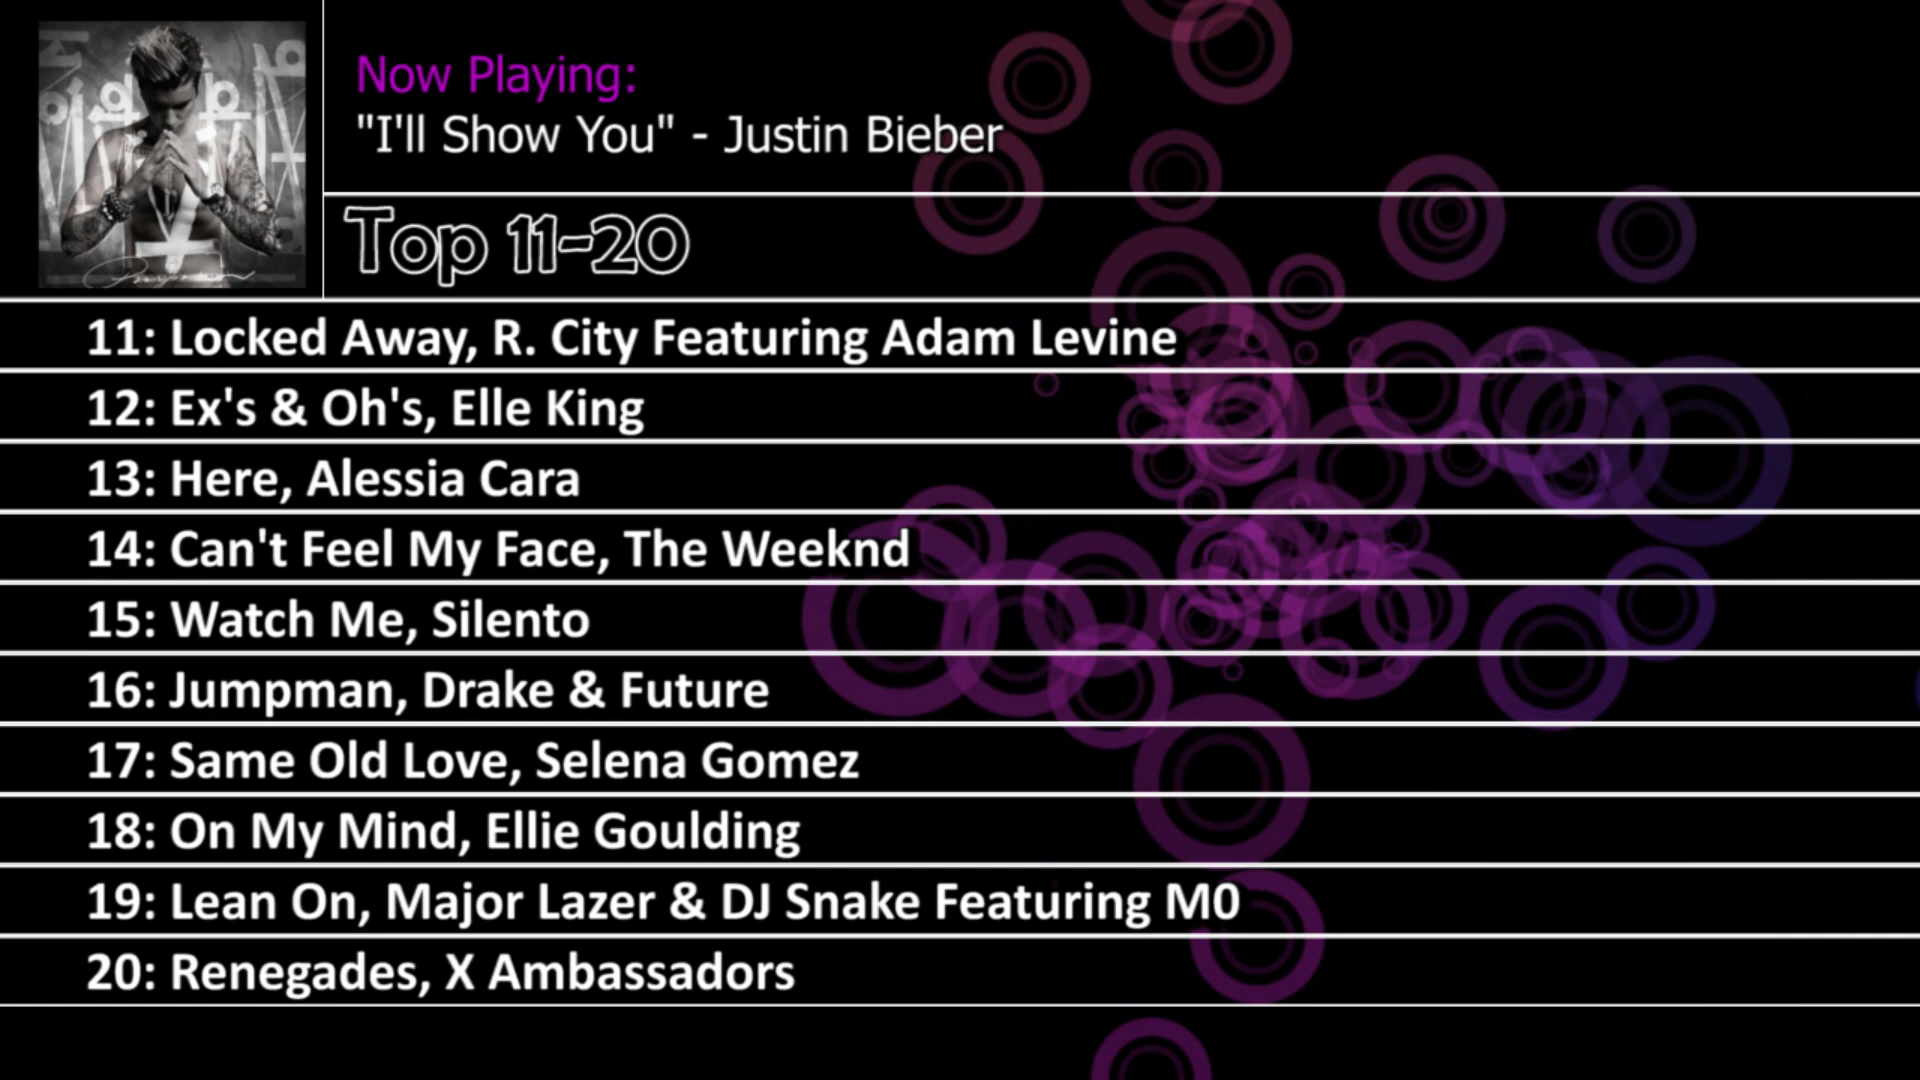 Now Playing:
"I'll Show You" - Justin Bieber
Top 11-20
11: Locked Away, R. City Featuring Adam Levine
12: Ex's & Oh's, Elle King
13: Here, Alessia Cara
14: Can't Feel My Face, The Weeknd
15: Watch Me, Silento
16: Jumpman, Drake & Future
17: Same Old Love, Selena Gomez
18: On My Mind, Ellie Goulding
19: Lean On, Major Lazer & DJ Snake Featuring M0
20: Renegades, X Ambassadors